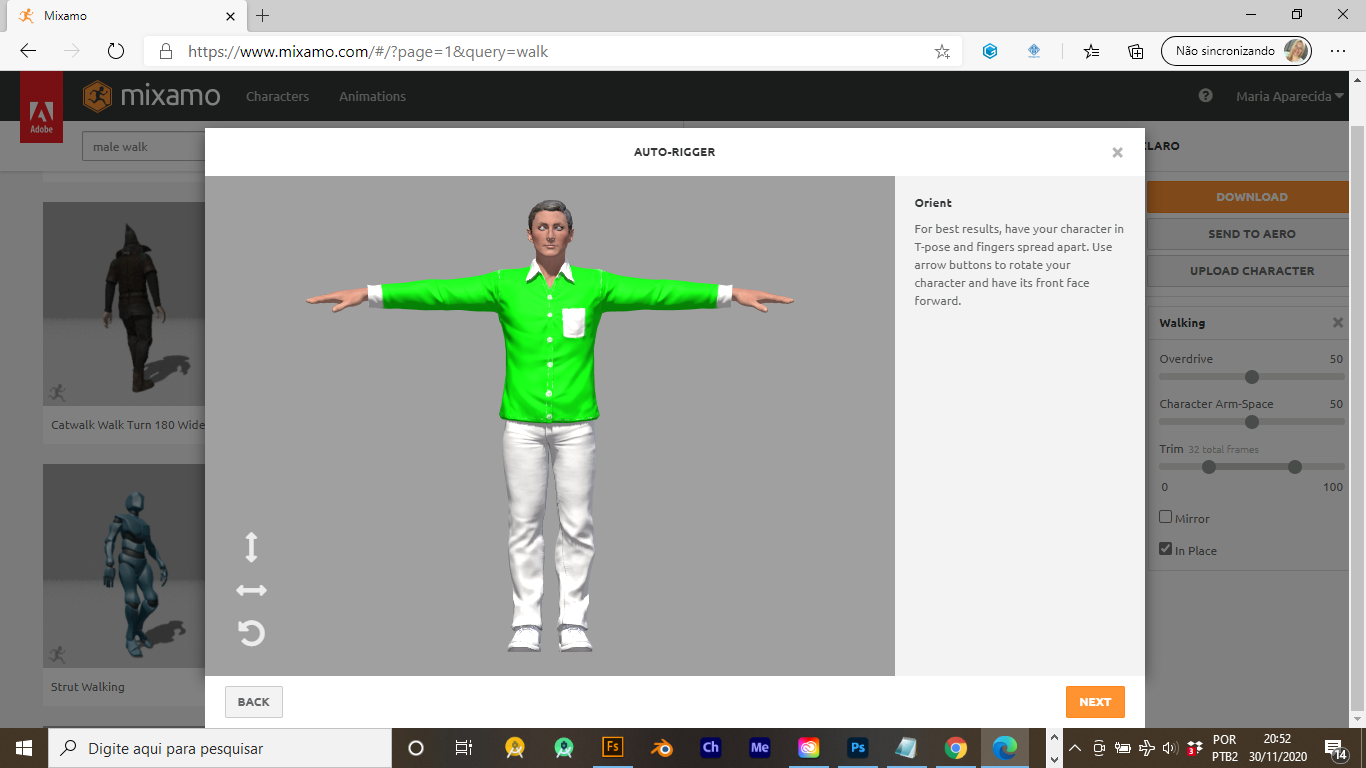 Mixamo
https://www.mixamo.com/#/?page=1&query=walk
Não sincronizando
Adobe
mixamo
Characters
Animations
Maria Aparecida
male walk
AUTO-RIGGER
CLARO
Orient
For best results, have your character in
T-pose and fingers spread apart. Use
arrow buttons to rotate your
character and have its front face
forward.
DOWNLOAD
SEND TO AERO
UPLOAD CHARACTER
Walking
Overdrive 50
Character Arm-Space 50
Trim 32 total frames
0 100
Mirror
In Place
Catwalk Walk Turn 180 Wide
Strut Walking
BACK
NEXT
Digite aqui para pesquisar
Fs
Ch
Me
Ps
3
POR
PTB2
20:52
30/11/2020
14